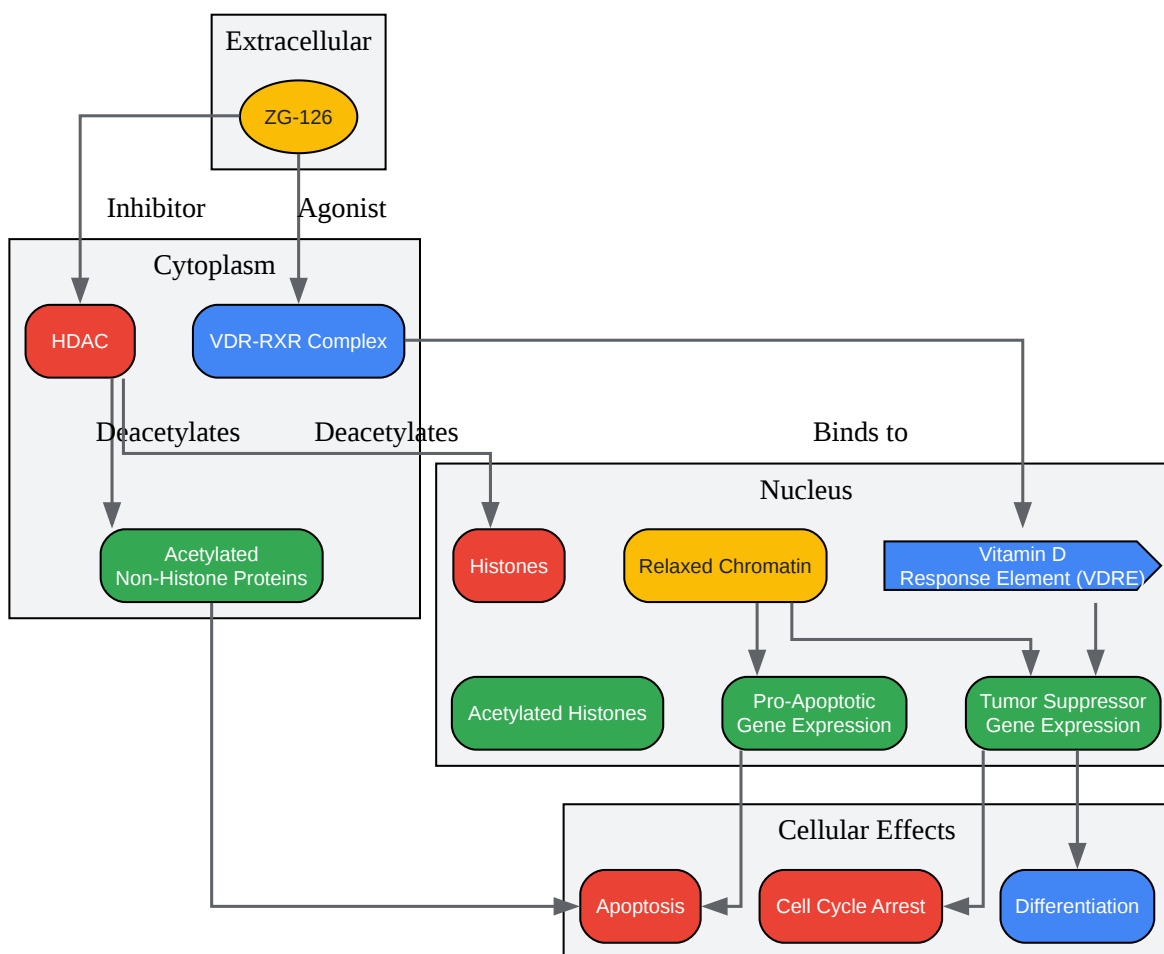 Extracellular
ZG-126
Inhibitor
Agonist
Cytoplasm
HDAC
VDR-RXR Complex
Deacetylates
Deacetylates
Binds to
Nucleus
Acetylated
Non-Histone Proteins
Histones
Relaxed Chromatin
Vitamin D
Response Element (VDRE)
Acetylated Histones
Pro-Apoptotic
Gene Expression
Tumor Suppressor
Gene Expression
Cellular Effects
Apoptosis
Cell Cycle Arrest
Differentiation